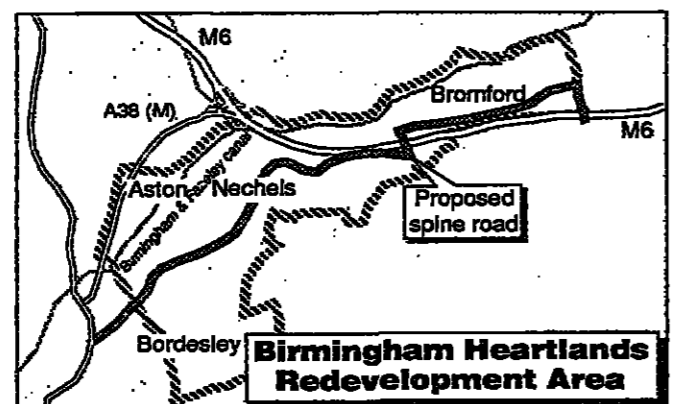 M6
A38 (M)
Bromford
M6
Aston
Nechels
Birmingham & Fazeley canal
Proposed
spine road
Bordesley
Birmingham Heartlands
Redevelopment Area